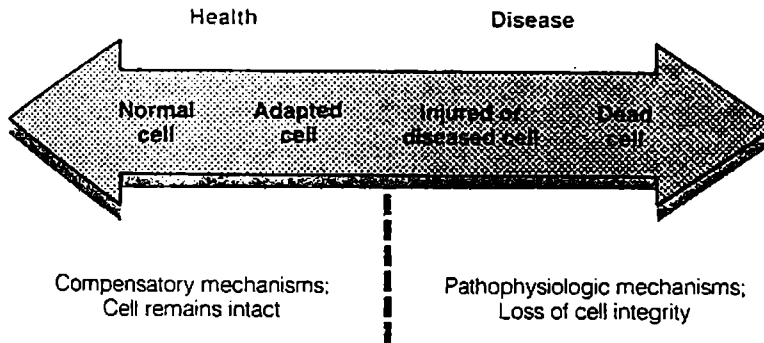 Health
Disease
Normal
cell
Adapted
cell
Injured or
diseased cell
Dead
cell
Compensatory mechanisms;
Cell remains intact
Pathophysiologic mechanisms;
Loss of cell integrity